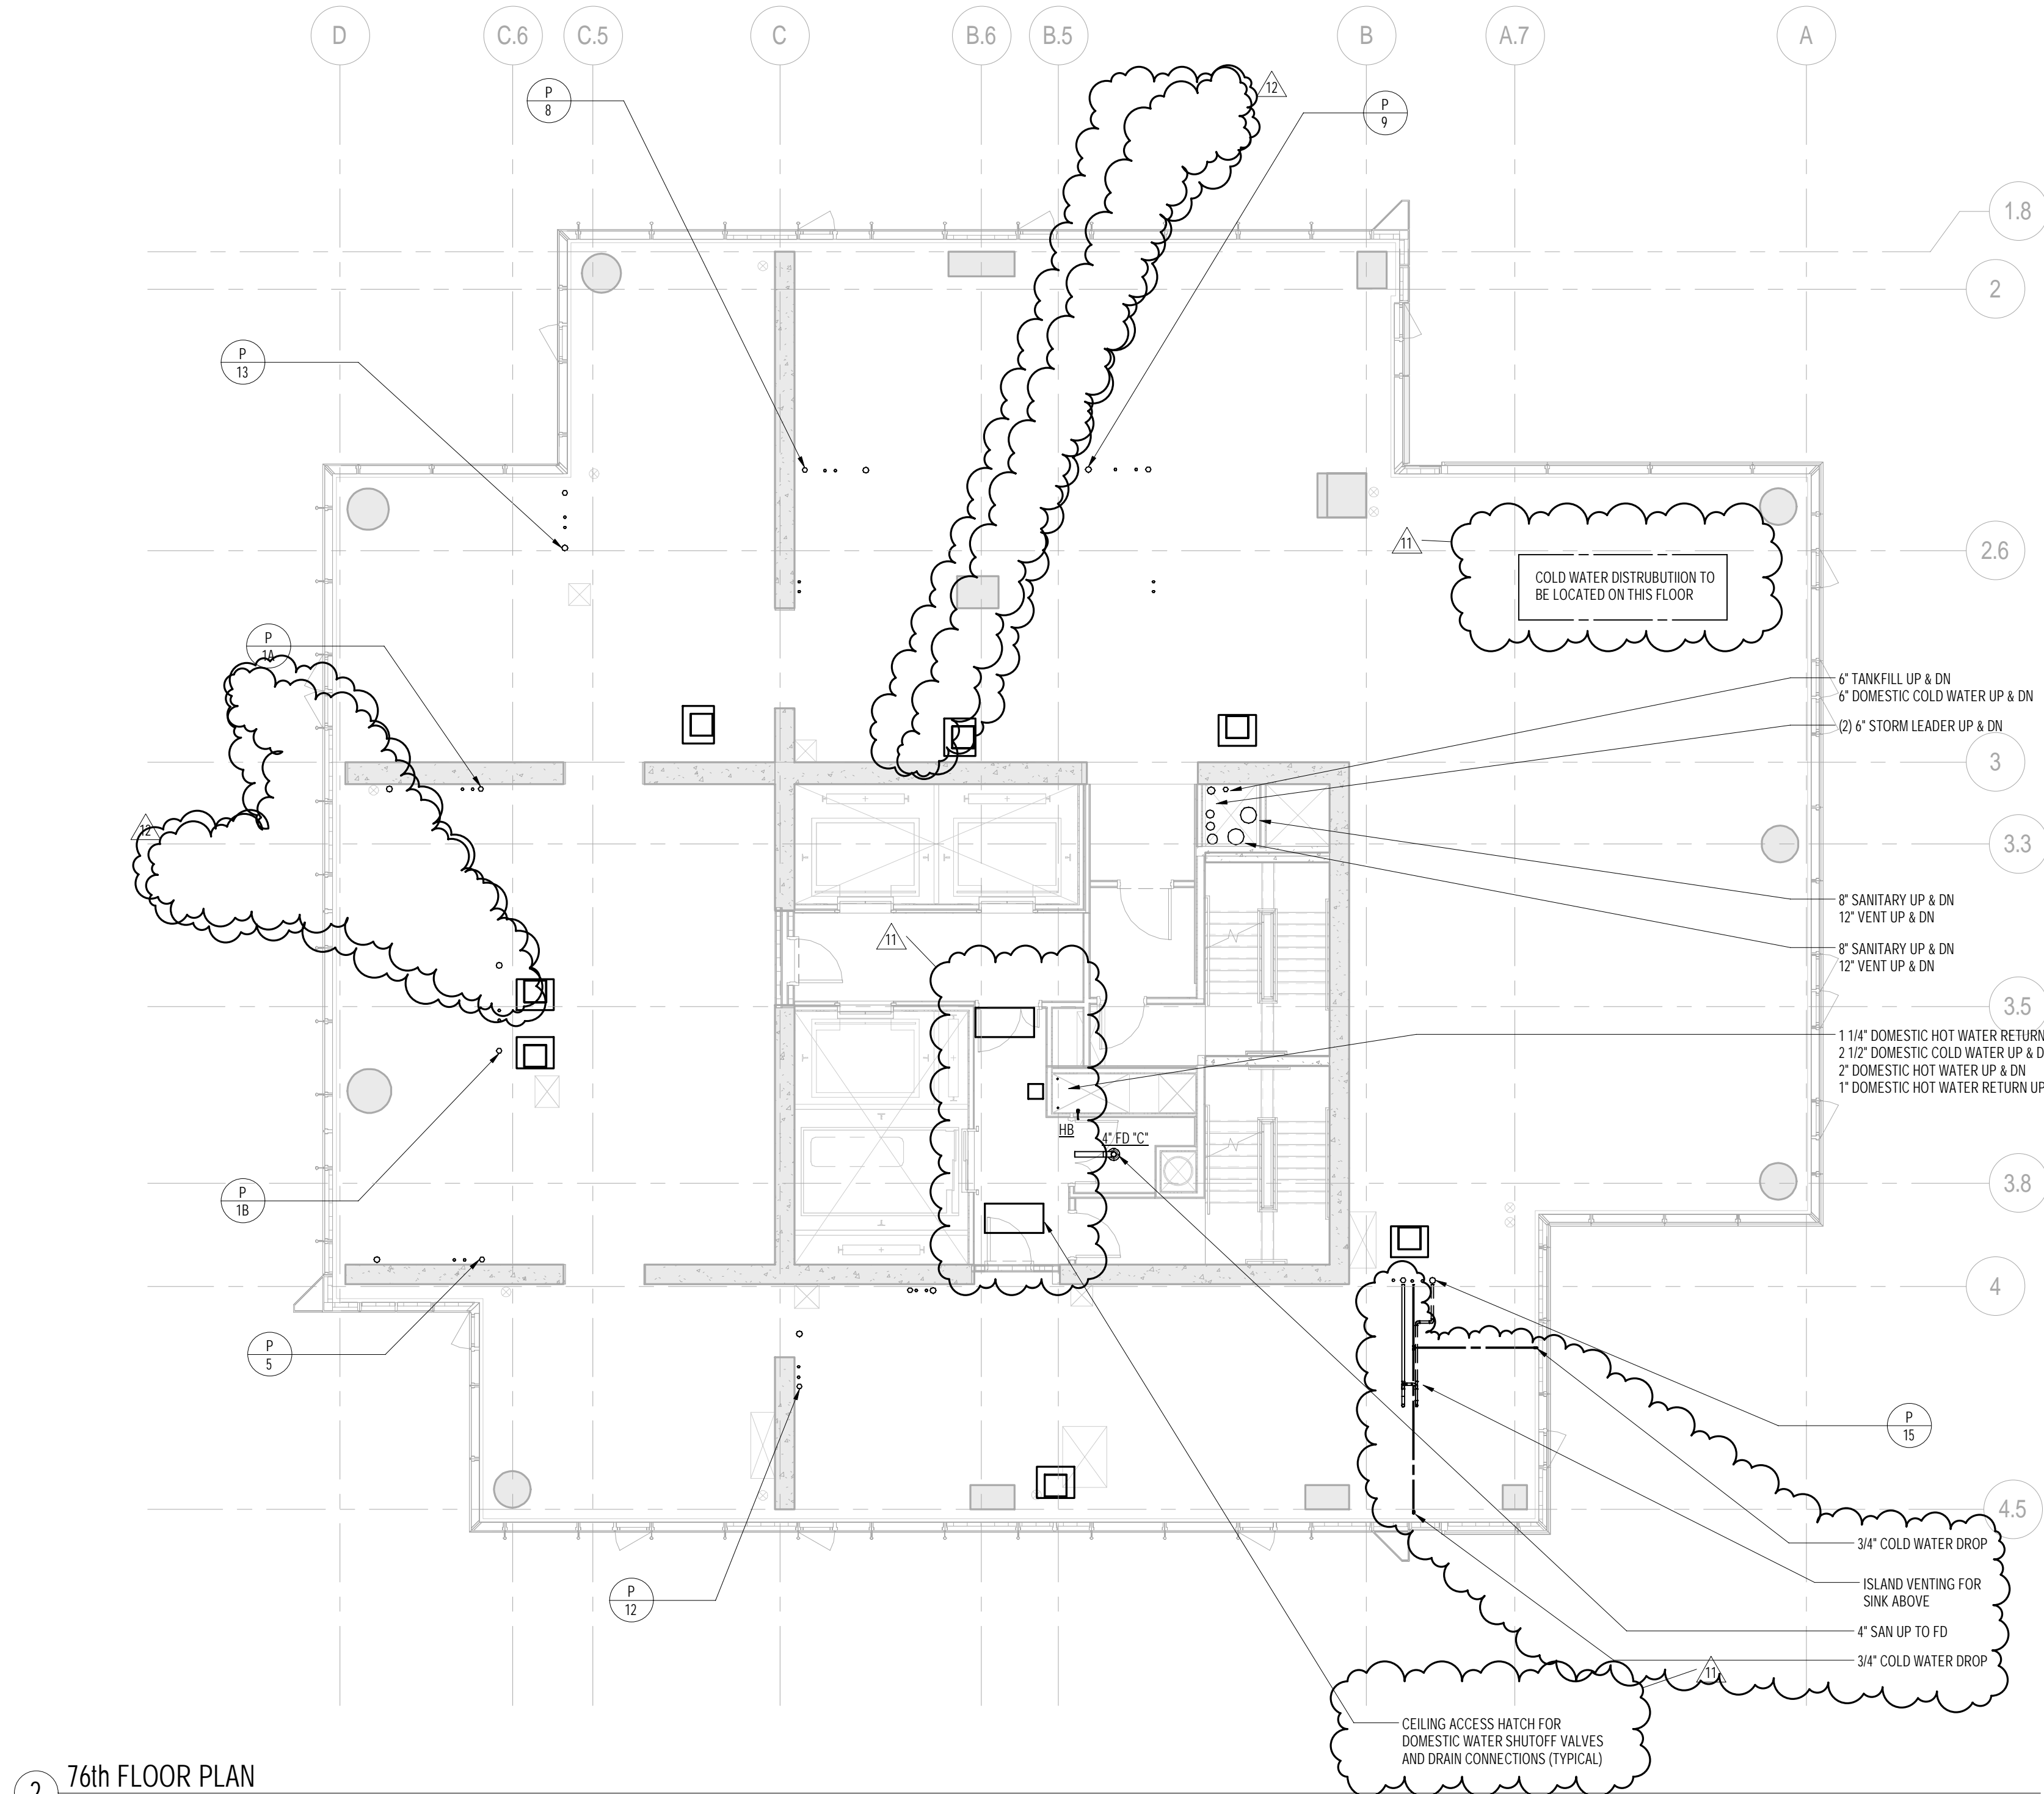 D
C.6
C.5
C
B.6
B.5
B
A.7
A
12
P
8
P
9
1.8
2
P
13
11
2.6
COLD WATER DISTRUBUTIION TO
BE LOCATED ON THIS FLOOR
P
1A
6" TANKFILL UP & DN
6" DOMESTIC COLD WATER UP & DN
(2) 6" STORM LEADER UP & DN
3
12
3.3
8" SANITARY UP & DN
12" VENT UP & DN
11
8" SANITARY UP & DN
12" VENT UP & DN
3.5
1 1/4" DOMESTIC HOT WATER RETURN
2 1/2" DOMESTIC COLD WATER UP & D
2" DOMESTIC HOT WATER UP & DN
1" DOMESTIC HOT WATER RETURN UP
HB
4" FD "C"
3.8
P
1B
4
P
5
P
15
4.5
3/4" COLD WATER DROP
ISLAND VENTING FOR
SINK ABOVE
P
12
4" SAN UP TO FD
3/4" COLD WATER DROP
11
CEILING ACCESS HATCH FOR
DOMESTIC WATER SHUTOFF VALVES
AND DRAIN CONNECTIONS (TYPICAL)
2
76th FLOOR PLAN